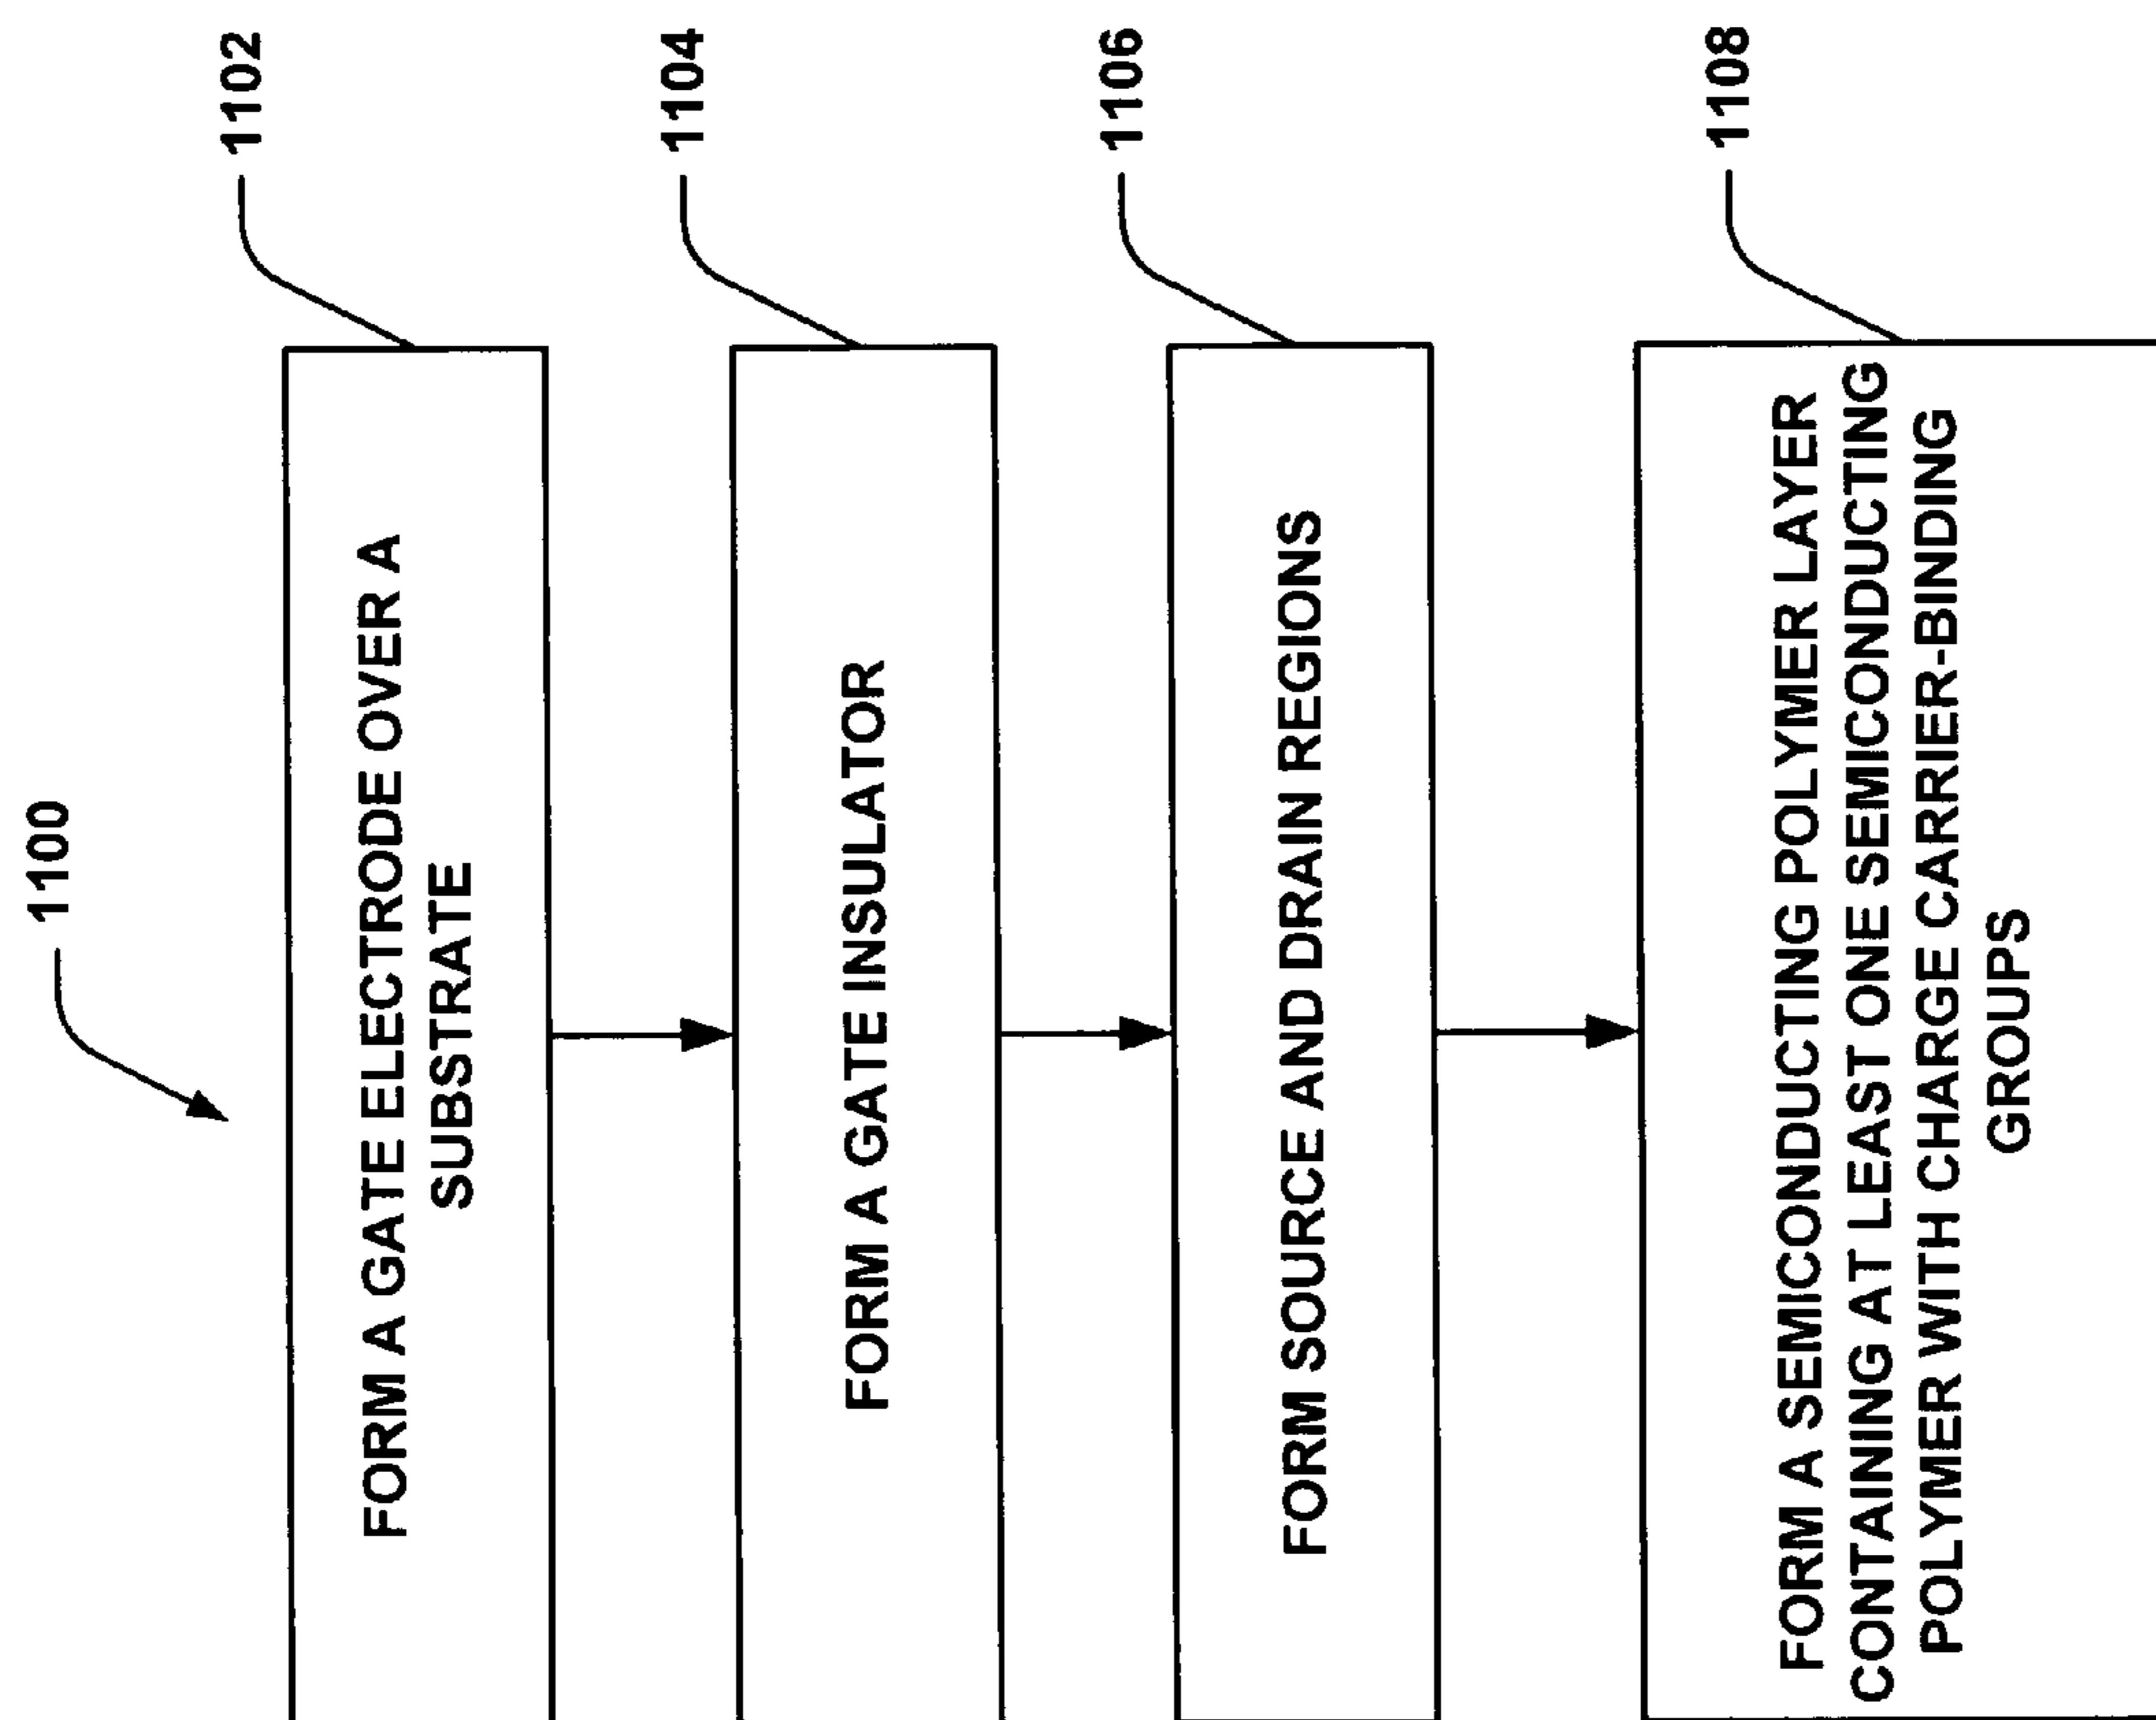 1100
1102
FORM A GATE ELECTRODE OVER A
SUBSTRATE
1104
FORM A GATE INSULATOR
1106
FORM SOURCE AND DRAIN REGIONS
1108
FORM A SEMICONDUCTING POLYMER LAYER
CONTAINING AT LEAST ONE SEMICONDUCTING
POLYMER WITH CHARGE CARRIER-BINDING
GROUPS